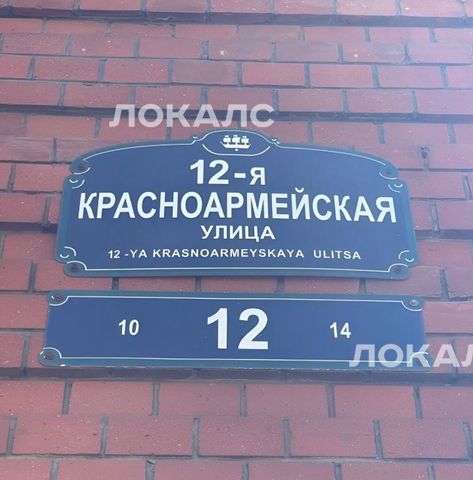 ЛОКАЛС
12-Я
КРАСНОАРМЕЙСКАЯ
УЛИЦА
12 -YA KRASNOARMEYSKAYA ULITSA
10 12 14
ЛОКАЛС